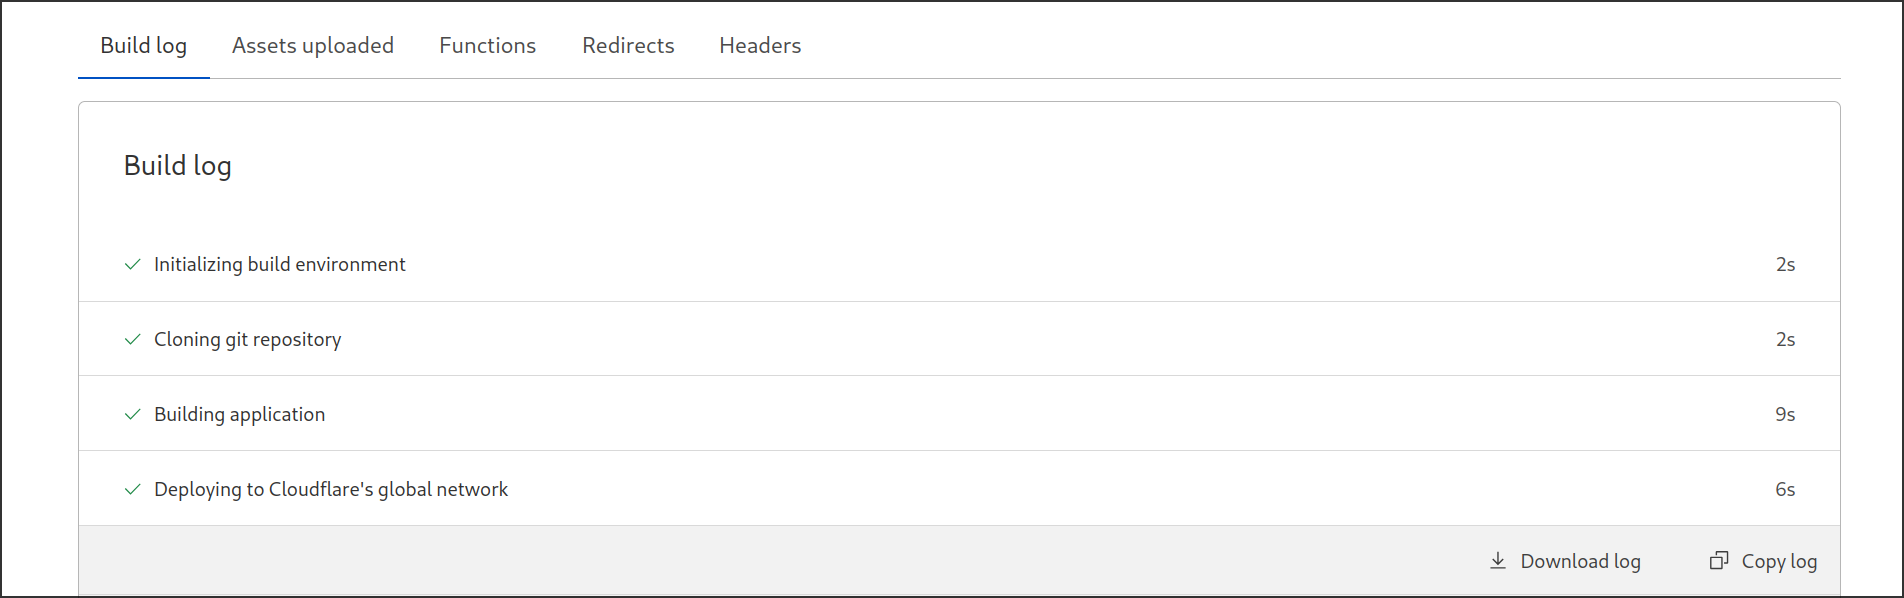 Build log Assets uploaded Functions Redirects Headers
Build log
Initializing build environment 2s
Cloning git repository 2s
Building application 9s
Deploying to Cloudflare's global network 6s
Download log Copy log